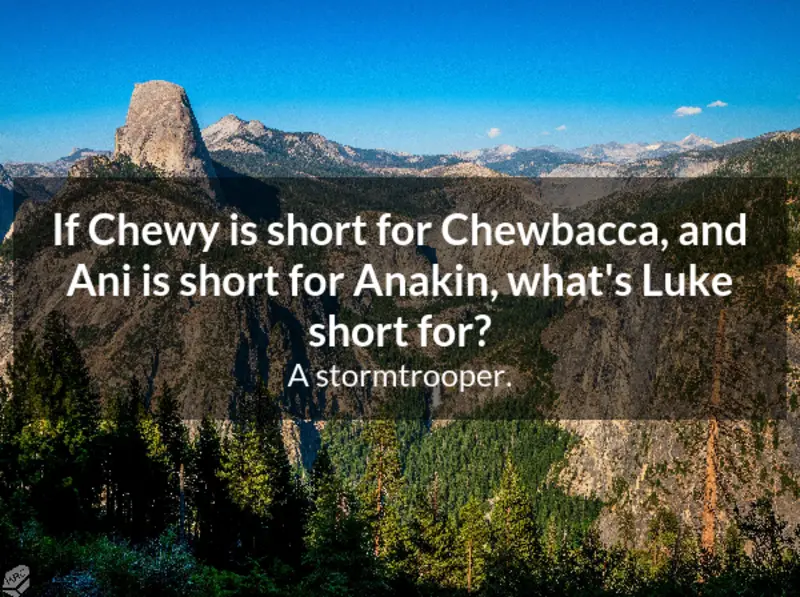 If Chewy is short for Chewbacca, and
Ani is short for Anakin, what's Luke
short for?
A stormtrooper.